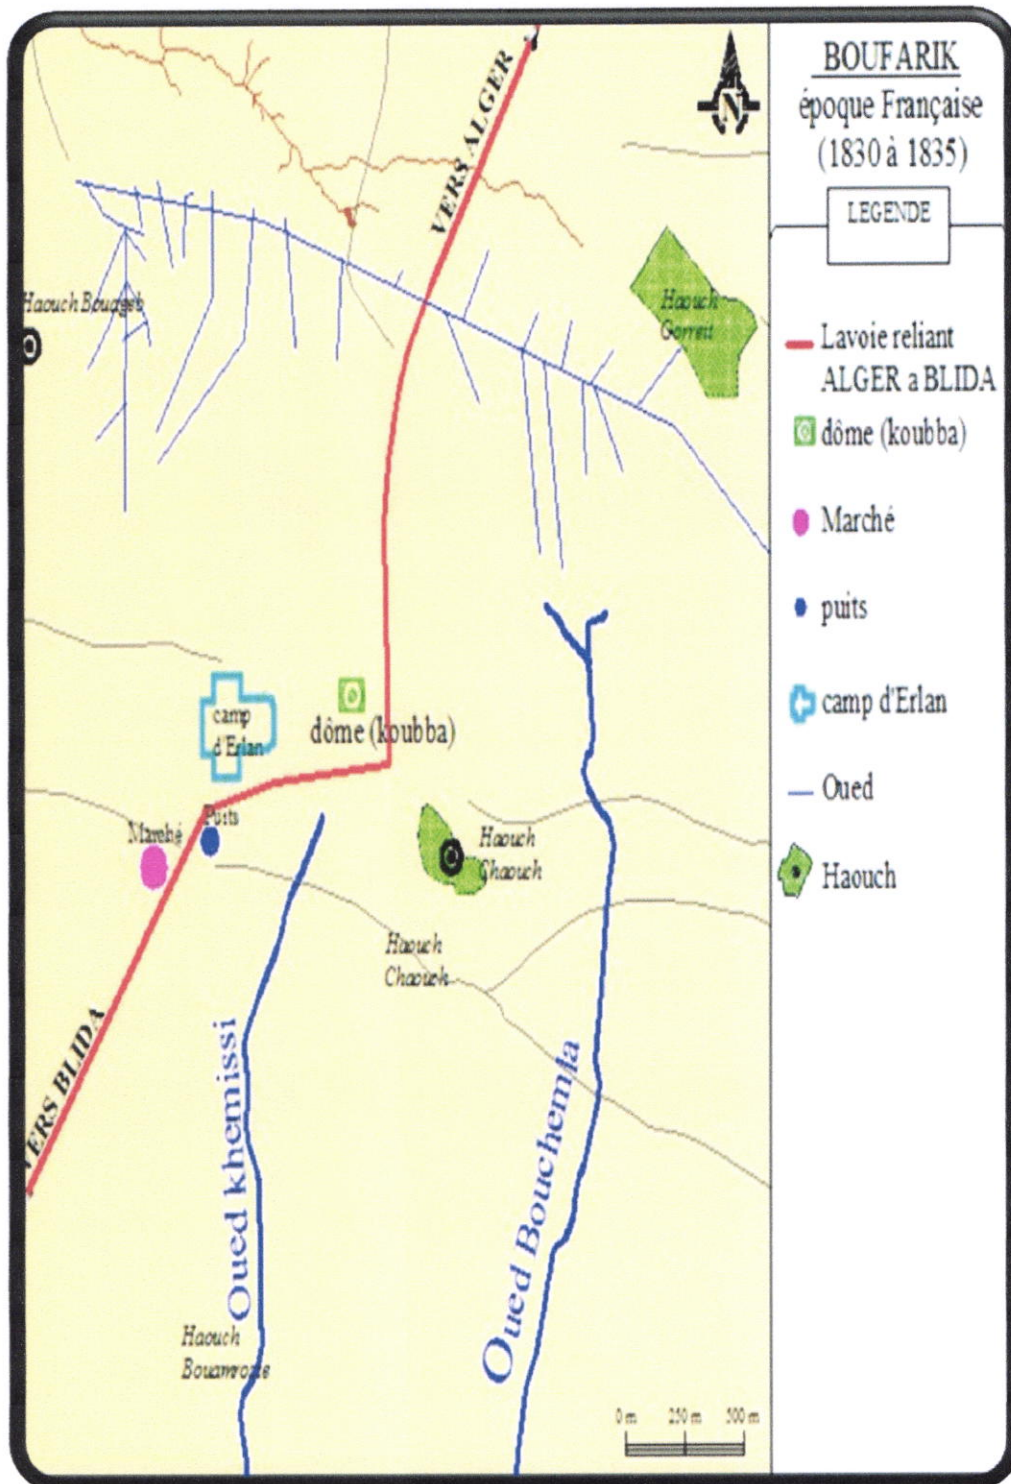 BOUFARIK
époque Française
(1830 à 1835)
LEGENDE
Lavoie reliant
ALGER a BLIDA
dôme (koubba)
Marché
puits
camp d'Erlan
Oued
Haouch
N
VERS ALGER
Haouch Bouageb
Haouch
Gorreit
camp
d'Erlan
dôme (koubba)
Puits
Marché
Haouch
Chaouch
Haouch
Chaouch
VERS BLIDA
Oued khemissi
Oued Bouchemla
Haouch
Bouamrouse
0 m 250 m 500 m